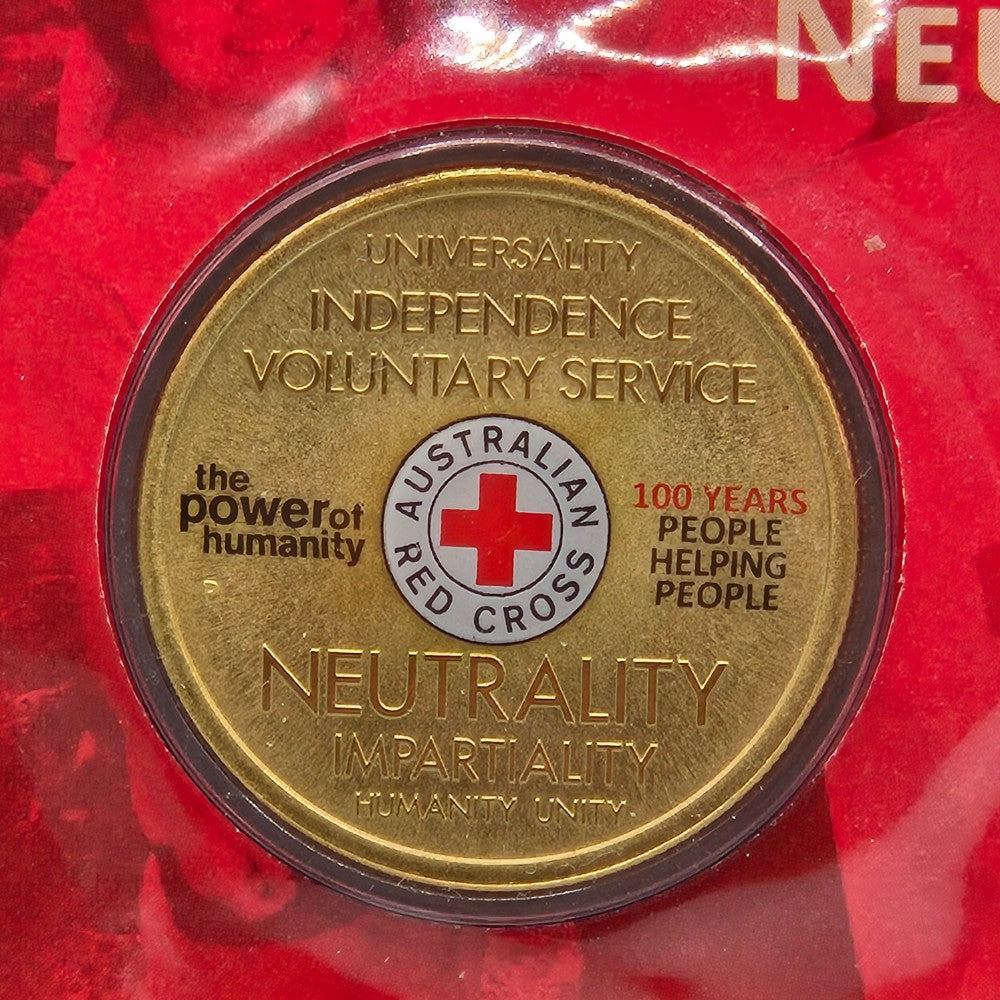 NEU
UNIVERSALITY
INDEPENDENCE
VOLUNTARY SERVICE
the
power of
humanity
AUSTRALIAN
RED CROSS
100 YEARS
PEOPLE
HELPING
PEOPLE
P
NEUTRALITY
IMPARTIALITY
HUMANITY UNITY